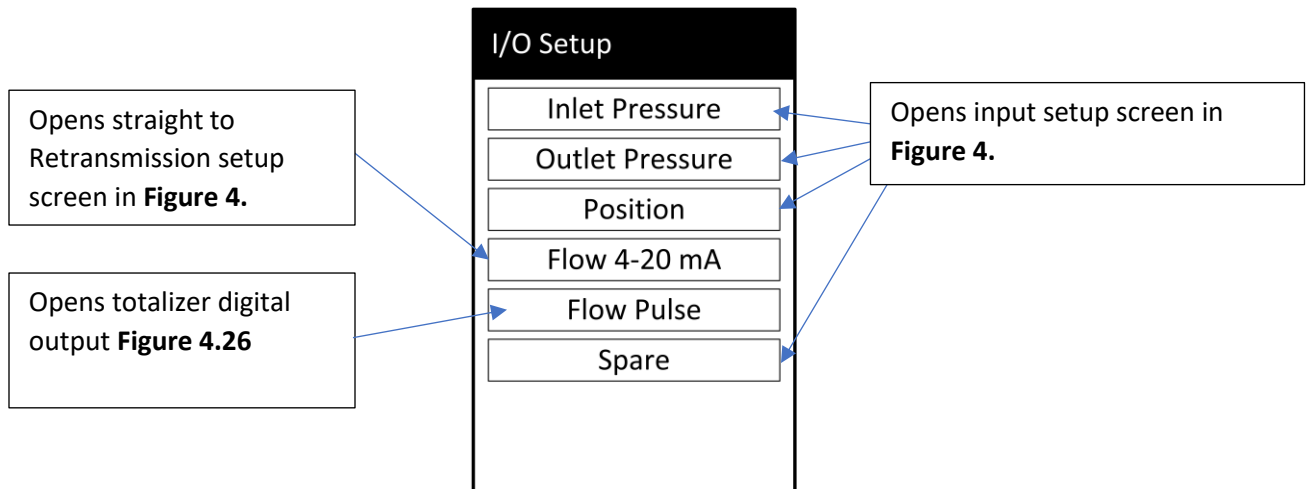 I/O Setup
Opens straight to
Retransmission setup
screen in Figure 4.
Opens totalizer digital
output Figure 4.26
Inlet Pressure
Outlet Pressure
Position
Flow 4-20 mA
Flow Pulse
Spare
Opens input setup screen in
Figure 4.